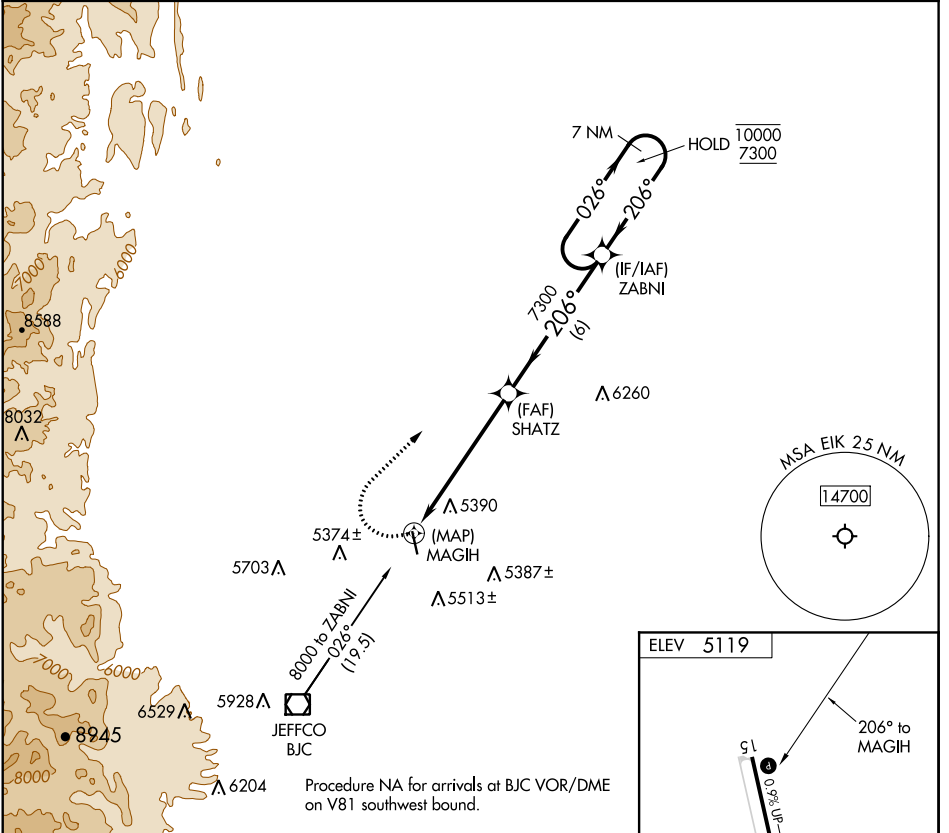 7 NM
HOLD
10000
7300
026°
206°
(IF/IAF)
ZABNI
7300
206°
(6)
6000
7000
8588
8032
(FAF)
SHATZ
6260
MSA EIK 25 NM
14700
5390
(MAP)
MAGIH
5374±
5703
5387±
5513±
8000 to ZABNI
026°
(19.5)
7000
6000
6529
5928
8945
8000
6204
JEFFCO
BJC
Procedure NA for arrivals at BJC VOR/DME
on V81 southwest bound.
ELEV 5119
206° to
MAGIH
15
P
0.9% UP